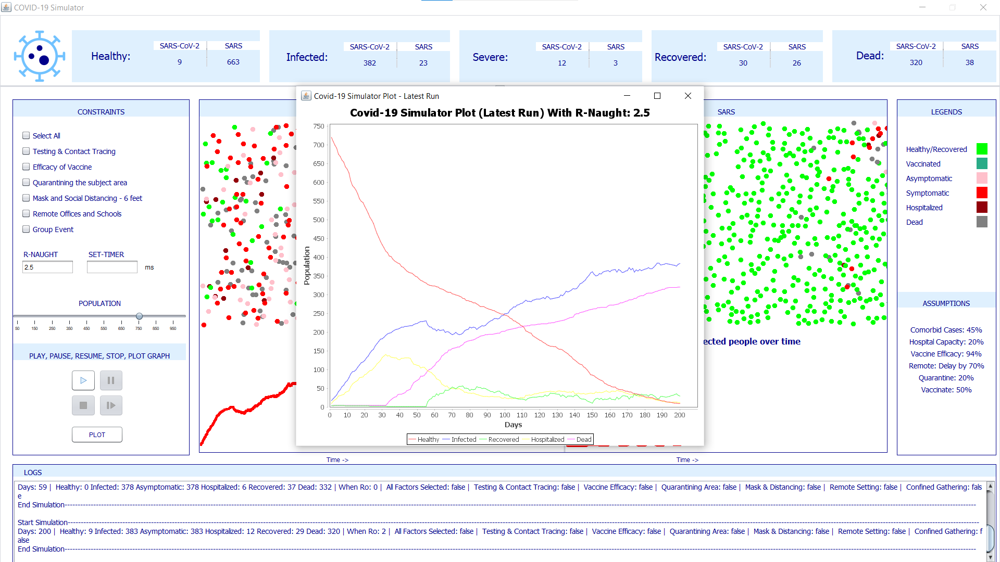 COVID-19 Simulator
Healthy:
SARS-CoV-2 SARS
9 663
Infected:
SARS-CoV-2 SARS
382 23
Severe:
SARS-CoV-2 SARS
12 3
Recovered:
SARS-CoV-2 SARS
30 26
Dead:
SARS-CoV-2 SARS
320 38
CONSTRAINTS
Select All
Testing & Contact Tracing
Efficacy of Vaccine
Quarantining the subject area
Mask and Social Distancing - 6 feet
Remote Offices and Schools
Group Event
R-NAUGHT SET-TIMER
2.5 ms
POPULATION
50 150 250 350 450 550 650 750 850 950
PLAY, PAUSE, RESUME, STOP, PLOT GRAPH
PLOT
Covid-19 Simulator Plot - Latest Run
Covid-19 Simulator Plot (Latest Run) With R-Naught: 2.5
Population
750
700
650
600
550
500
450
400
350
300
250
200
150
100
50
0
0 10 20 30 40 50 60 70 80 90 100 110 120 130 140 150 160 170 180 190 200
Days
Healthy Infected Recovered Hospitalized Dead
SARS
ected people over time
Time -> Time ->
LEGENDS
Healthy/Recovered
Vaccinated
Asymptomatic
Symptomatic
Hospitalized
Dead
ASSUMPTIONS
Comorbid Cases: 45%
Hospital Capacity: 20%
Vaccine Efficacy: 94%
Remote: Delay by 70%
Quarantine: 20%
Vaccinate: 50%
LOGS
Days: 59 | Healthy: 0 Infected: 378 Asymptomatic: 378 Hospitalized: 6 Recovered: 37 Dead: 332 | When Ro: 0 | All Factors Selected: false | Testing & Contact Tracing: false | Vaccine Efficacy: false | Quarantining Area: false | Mask & Distancing: false | Remote Setting: false | Confined Gathering: fals
e
End Simulation----------
Start Simulation----------
Days: 200 | Healthy: 9 Infected: 383 Asymptomatic: 383 Hospitalized: 12 Recovered: 29 Dead: 320 | When Ro: 2 | All Factors Selected: false | Testing & Contact Tracing: false | Vaccine Efficacy: false | Quarantining Area: false | Mask & Distancing: false | Remote Setting: false | Confined Gathering: f
alse
End Simulation----------